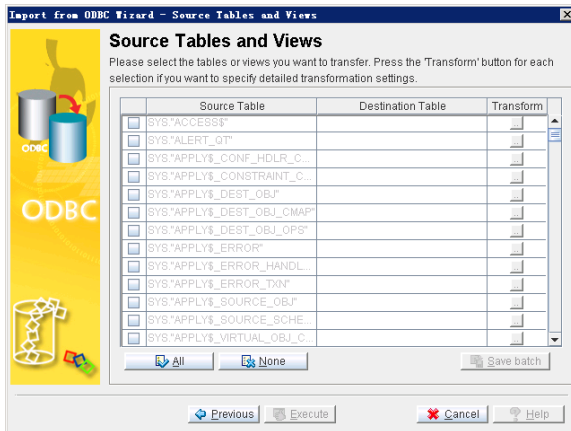 Import from ODBC Wizard - Source Tables and Views
Source Tables and Views
Please select the tables or views you want to transfer. Press the 'Transform' button for each
selection if you want to specify detailed transformation settings.
Source Table Destination Table Transform
SYS."ACCESS$" ...
SYS."ALERT_QT" ...
SYS."APPLY$_CONF_HDLR_C... ...
SYS."APPLY$_CONSTRAINT_C... ...
SYS."APPLY$_DEST_OBJ" ...
SYS."APPLY$_DEST_OBJ_CMAP" ...
SYS."APPLY$_DEST_OBJ_OPS" ...
SYS."APPLY$_ERROR" ...
SYS."APPLY$_ERROR_HANDL... ...
SYS."APPLY$_ERROR_TXN" ...
SYS."APPLY$_SOURCE_OBJ" ...
SYS."APPLY$_SOURCE_SCHE... ...
SYS."APPLY$_VIRTUAL_OBJ_C... ...
ODBC
ODBC
All None Save batch
Previous Execute Cancel Help